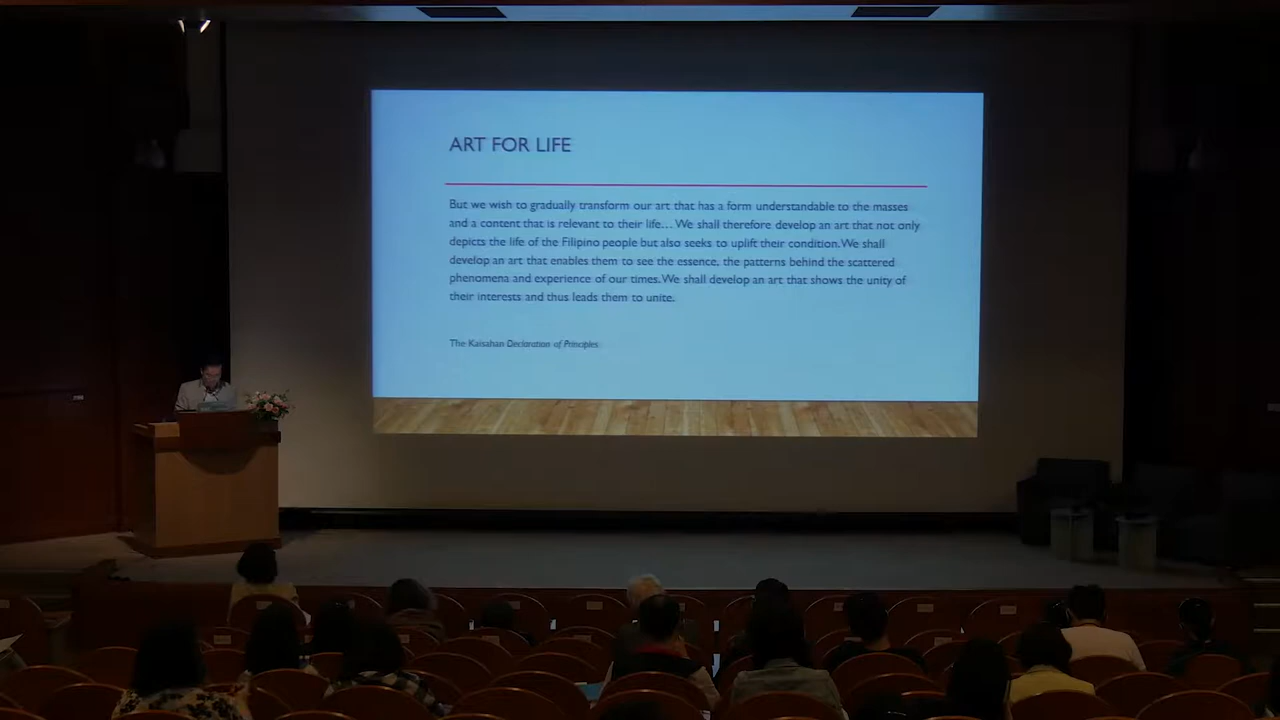 ART FOR LIFE
But we wish to gradually transform our art that has a form understandable to the masses
and a content that is relevant to their life... We shall therefore develop an art that not only
depicts the life of the Filipino people but also seeks to uplift their condition. We shall
develop an art that enables them to see the essence, the patterns behind the scattered
phenomena and experience of our times. We shall develop an art that shows the unity of
their interests and thus leads them to unite.
The Kaisahan Declaration of Principles